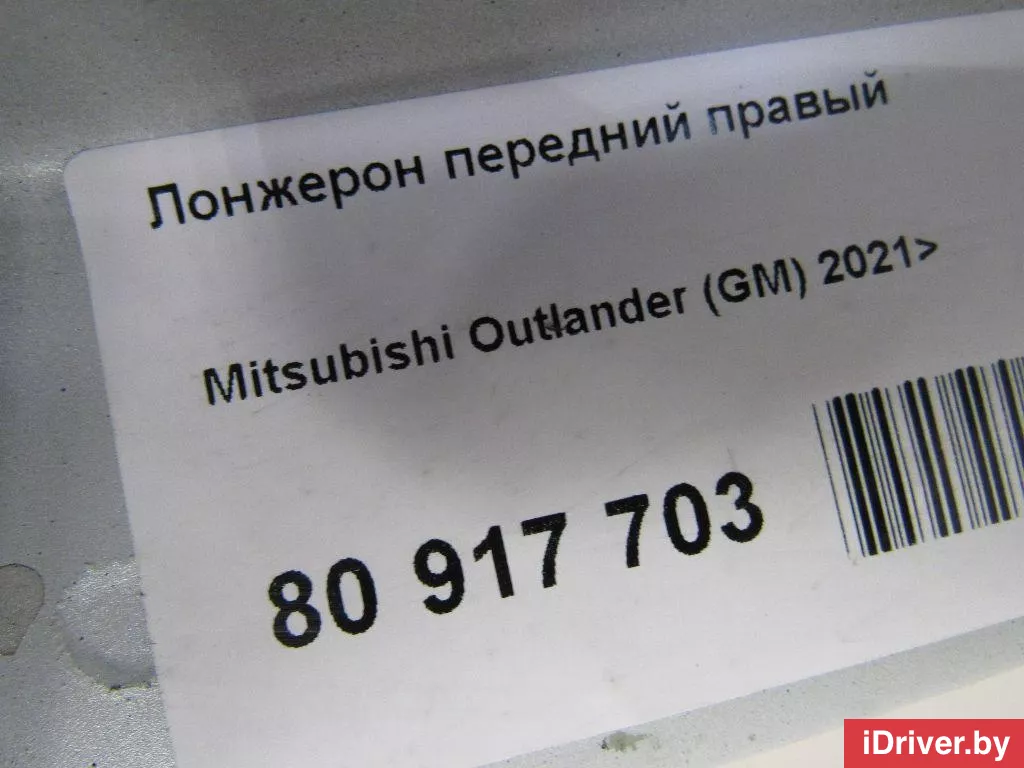 Лонжерон передний правый
Mitsubishi Outlander (GM) 2021>
80 917 703
iDriver.by